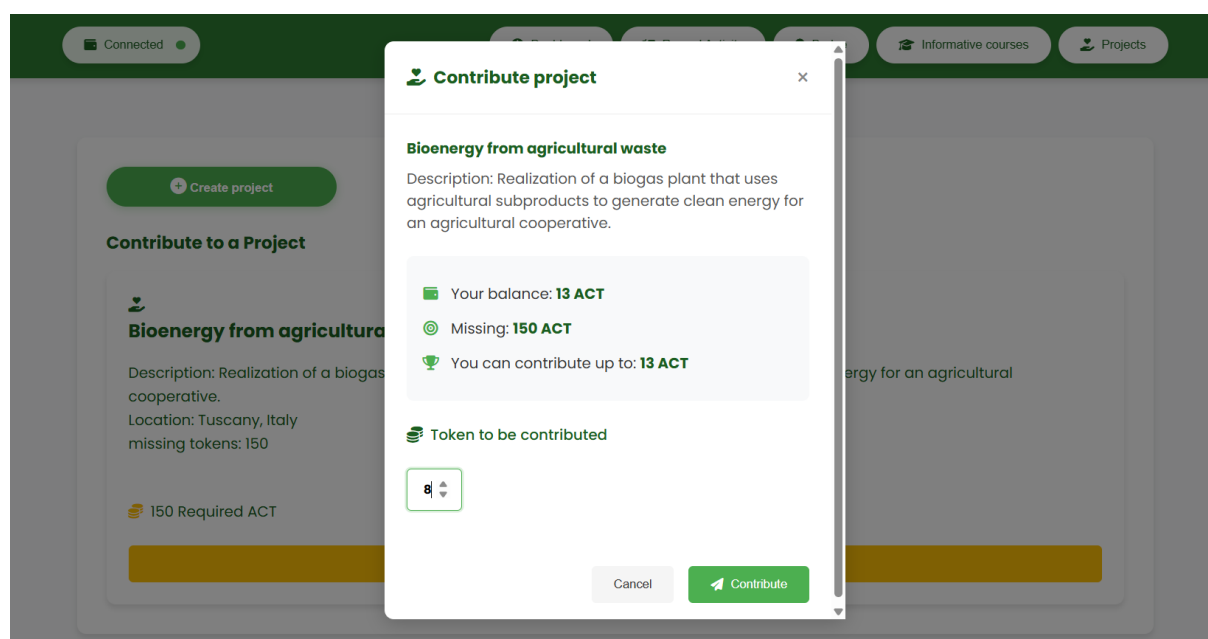 Connected
Informative courses
Projects
Contribute project
×
Create project
Contribute to a Project
Bioenergy from agricultura
Description: Realization of a biogas
cooperative.
Location: Tuscany, Italy
missing tokens: 150
150 Required ACT
ergy for an agricultural
Bioenergy from agricultural waste
Description: Realization of a biogas plant that uses
agricultural subproducts to generate clean energy for
an agricultural cooperative.
Your balance: 13 ACT
Missing: 150 ACT
You can contribute up to: 13 ACT
Token to be contributed
8
Cancel
Contribute